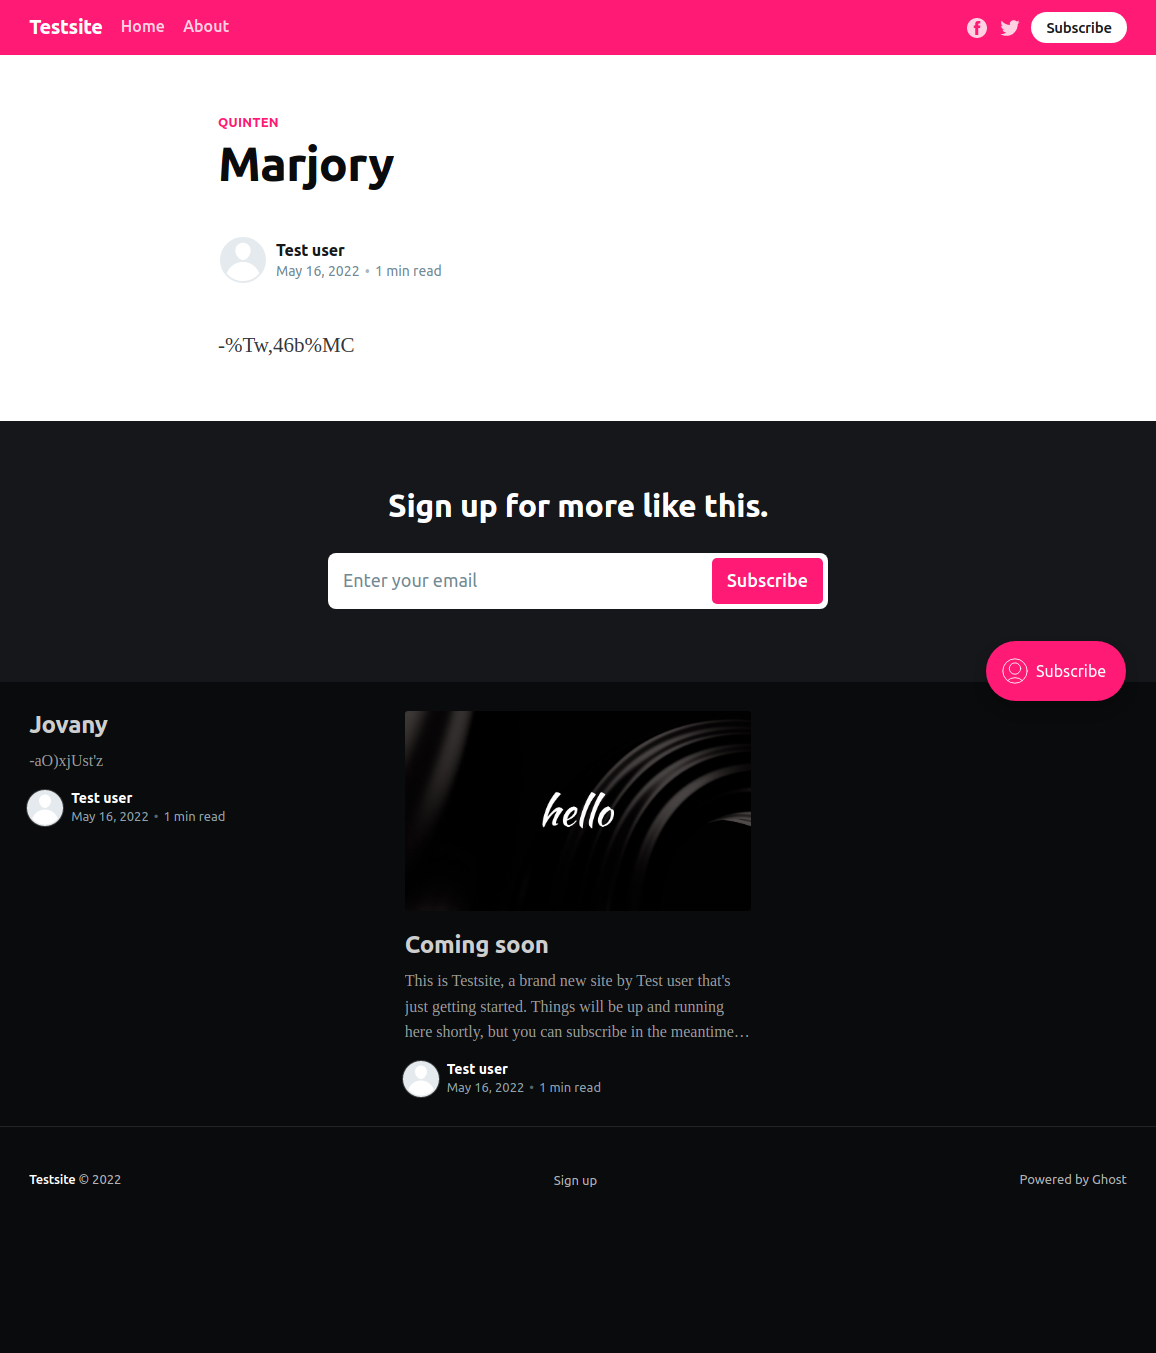 Testsite Home About Subscribe
QUINTEN
Marjory
Test user
May 16, 2022 • 1 min read
-%Tw,46b%MC
Sign up for more like this.
Enter your email Subscribe
Subscribe
Jovany
-aO)xjUst'z
Test user
May 16, 2022 • 1 min read
hello
Coming soon
This is Testsite, a brand new site by Test user that's
just getting started. Things will be up and running
here shortly, but you can subscribe in the meantime…
Test user
May 16, 2022 • 1 min read
Testsite © 2022 Sign up Powered by Ghost